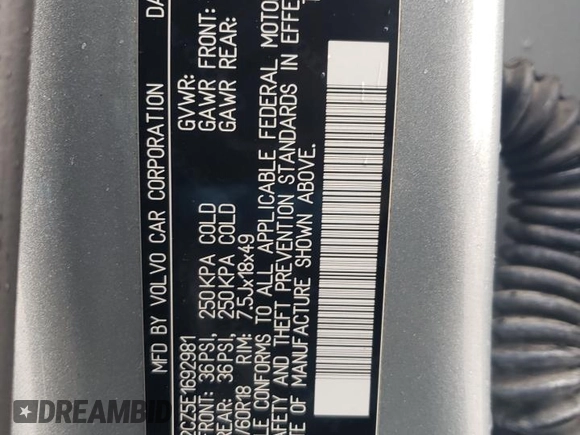 MFD BY VOLVO CAR CORPORATION DA
GVWR:
GAWR FRONT:
GAWR REAR:
2CZ5E1692981
FRONT: 36PSI, 250KPA COLD
REAR: 36PSI, 250KPA COLD
/60R18 RIM: 7.5Jx18x49
LE CONFORMS TO ALL APPLICABLE FEDERAL MOTO
AFETY AND THEFT PREVENTION STANDARDS IN EFFE
TE OF MANUFACTURE SHOWN ABOVE.
DREAMBID